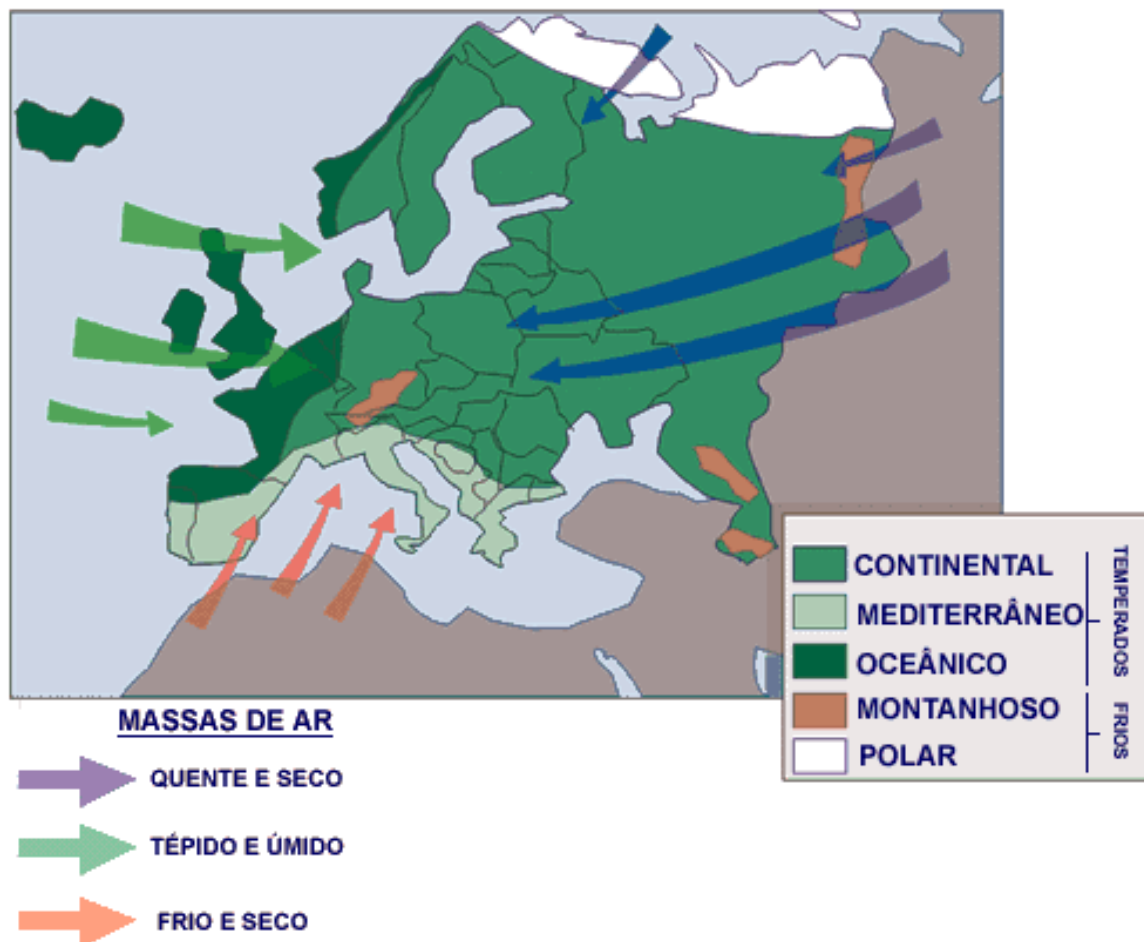 CONTINENTAL
MEDITERRÂNEO
OCEÂNICO
TEMPERADOS
MONTANHOSO
POLAR
FRIOS
MASSAS DE AR
QUENTE E SECO
TÉPIDO E ÚMIDO
FRIO E SECO